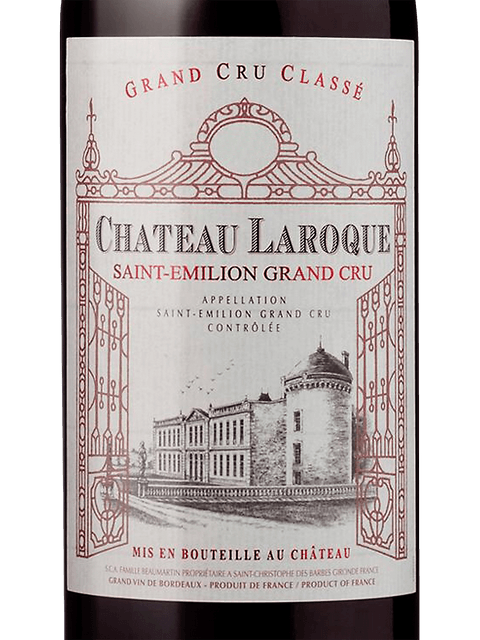 GRAND CRU CLASSÉ
CHATEAU LAROQUE
SAINT-EMILION GRAND CRU
APPELLATION
SAINT-EMILION GRAND CRU
CONTRÔLÉE
MIS EN BOUTEILLE AU CHÂTEAU
S.C.A. FAMILLE BEAUMARTIN PROPRIÉTAIRE A SAINT-CHRISTOPHE DES BARDES GIRONDE FRANCE
GRAND VIN DE BORDEAUX - PRODUIT DE FRANCE / PRODUCT OF FRANCE